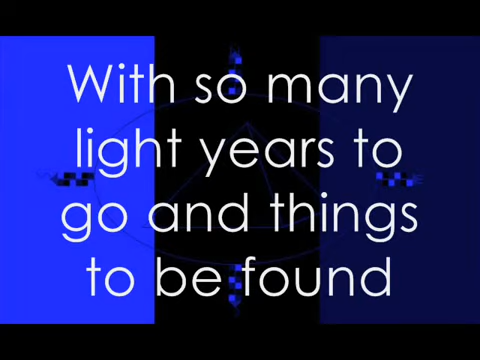 With so many
light years to
go and things
to be found